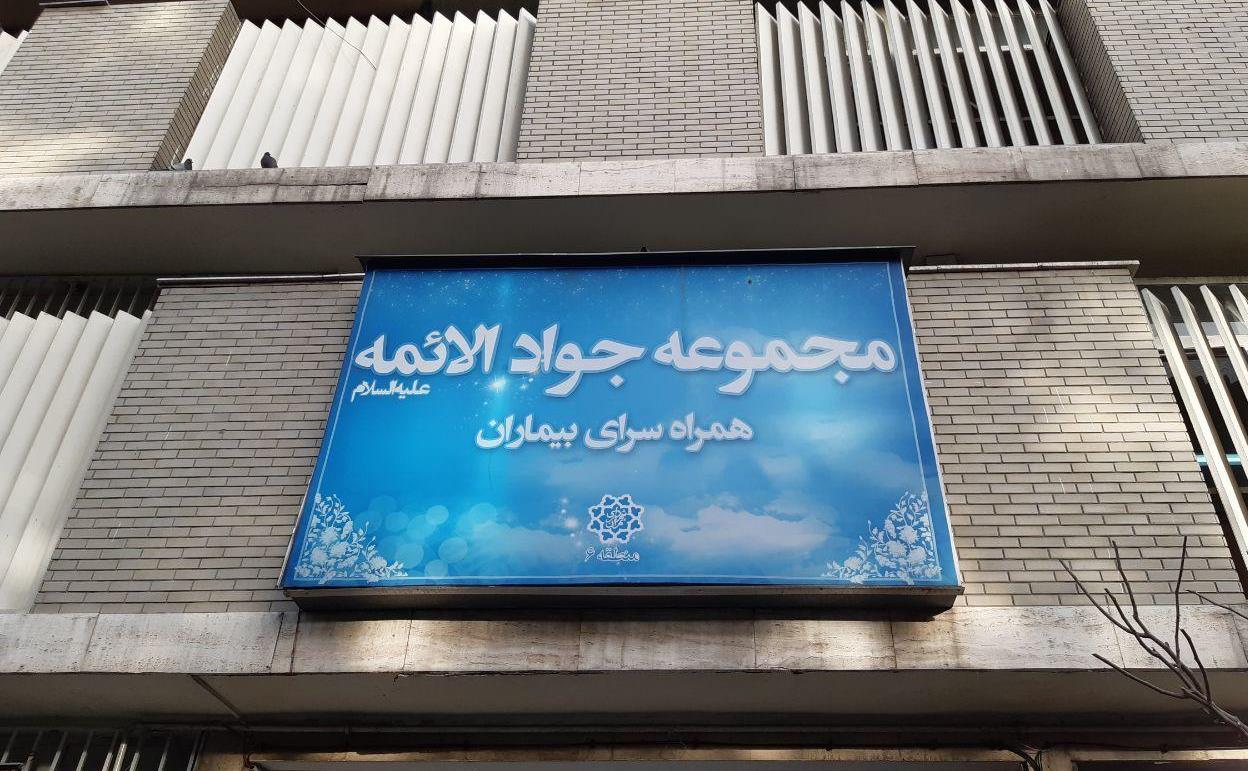 مجموعه جواد الائمه
علیه‌السلام
همراه سرای بیماران
منطقه ۶